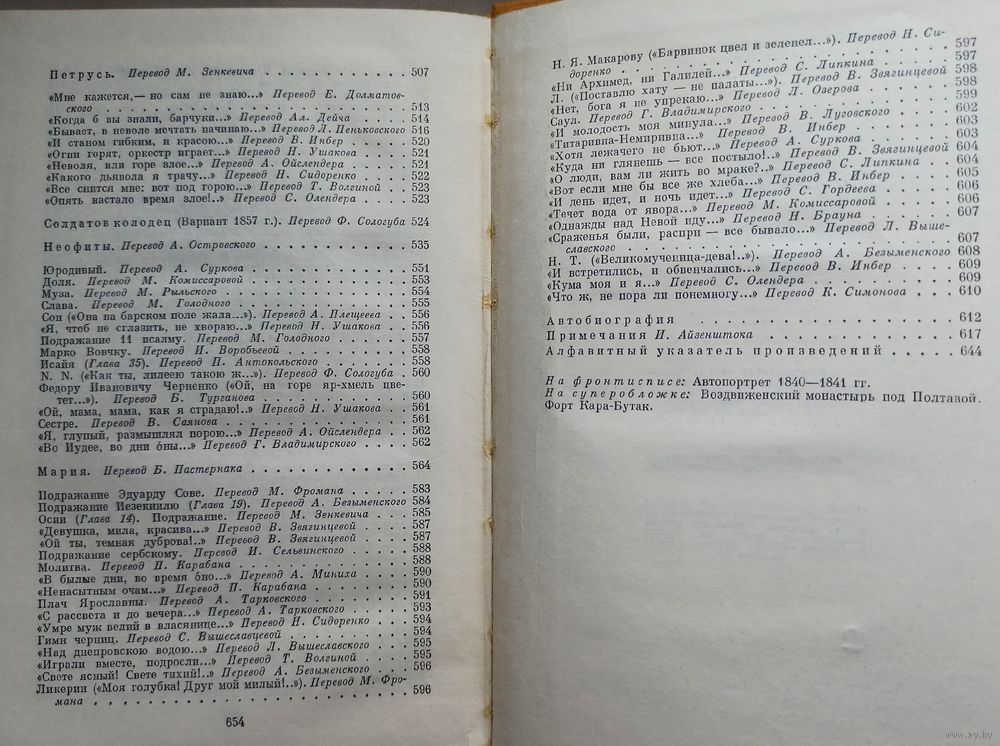 Петрусь. Перевод М. Зенкевича . . . . . . . . . . . 507
«Мне кажется,— но сам не знаю...» Перевод Е. Долматов-
ского . . . . . . . . . . . . . . . . . . . . . . 513
«Когда б вы знали, барчуки...» Перевод Ал. Дейча . . . . 514
«Бывает, в неволе мечтать начинаю...» Перевод Л. Пеньковского 516
«И станом гибким, и красою...» Перевод В. Инбер . . . . 520
«Огни горят, оркестр играет...» Перевод Н. Ушакова . . . 521
«Неволя, или горе злое...» Перевод А. Ойслендера . . . . 521
«Какого дьявола я трачу...» Перевод Н. Сидоренко . . . . 522
«Все снится мне: вот под горою...» Перевод Т. Волгиной . . 523
«Опять настало время злое!..» Перевод С. Олендера . . . . 523
Солдатов колодец (Вариант 1857 г.) Перевод Ф. Сологуба 524
Неофиты. Перевод А. Островского . . . . . . . . . . . 535
Юродивый. Перевод А. Суркова . . . . . . . . . . . . 551
Доля. Перевод М. Комиссаровой . . . . . . . . . . . 553
Муза. Перевод М. Рыльского . . . . . . . . . . . . . 554
Слава. Перевод М. Голодного . . . . . . . . . . . . . 555
Сон («Она на барском поле жала...»). Перевод А. Плещеева . . 556
«Я, чтоб не сглазить, не хвораю...» Перевод Н. Ушакова . . . 556
Подражание 11 псалму. Перевод М. Голодного . . . . . . 557
Марко Вовчку. Перевод И. Воробьевой . . . . . . . . . 558
Исайя (Глава 35). Перевод П. Антокольского . . . . . . 558
N. N. («Как ты, лилеею такою ж...»). Перевод Ф. Сологуба . 560
Федору Ивановичу Черненко («Ой, на горе яр-хмель цве-
тет...»). Перевод Б. Турганова . . . . . . . . . . . 560
«Ой, мама, мама, как я страдаю!..» Перевод Н. Ушакова . . 561
Сестре. Перевод В. Саянова . . . . . . . . . . . . . 561
«Я, глупый, размышлял порою...» Перевод А. Ойслендера . . 562
«Во Иудее, во дни о́ны...» Перевод Г. Владимирского . . . . 562
Мария. Перевод Б. Пастернака . . . . . . . . . . . . 564
Подражание Эдуарду Сове. Перевод М. Фромана . . . . . 583
Подражание Иезекиилю (Глава 19). Перевод А. Безыменского 584
Осии (Глава 14). Подражание. Перевод М. Зенкевича . . . 585
«Девушка, мила, красива...» Перевод В. Звягинцевой . . . . 587
«Ой ты, темная дуброва!..» Перевод В. Звягинцевой . . . . 587
Подражание сербскому. Перевод И. Сельвинского . . . . . 588
Молитва. Перевод П. Карабана . . . . . . . . . . . . 588
«В былые дни, во время о́но...» Перевод А. Миниха . . . . 590
«Ненасытным очам...» Перевод П. Карабана . . . . . . . 590
Плач Ярославны. Перевод А. Тарковского . . . . . . . . 591
«С рассвета и до вечера...» Перевод А. Тарковского . . . . 593
«Умре муж велий в власянице...» Перевод Н. Сидоренко . . . 594
Гимн черниц. Перевод С. Вышеславцевой . . . . . . . . 594
«Над днепровскою водою...» Перевод Л. Вышеславского . . . 595
«Играли вместе, подросли...» Перевод Т. Волгиной . . . . . 595
«Свете ясный! Свете тихий!..» Перевод А. Безыменского . . . 596
Ликерии («Моя голубка! Друг мой милый!..»). Перевод М. Фро-
мана . . . . . . . . . . . . . . . . . . . . . . . 596
654
Н. Я. Макарову («Барвинок цвел и зеленел...»). Перевод Н. Си-
доренко . . . . . . . . . . . . . . . . . . . . . . 597
«Ни Архимед, ни Галилей...» Перевод С. Липкина . . . . . 597
Л. («Поставлю хату — не палаты!..»). Перевод В. Звягинцевой 598
«Нет, бога я не упрекаю...» Перевод Л. Озерова . . . . . 598
Саул. Перевод Г. Владимирского . . . . . . . . . . . . 599
«И молодость моя минула...» Перевод В. Луговского . . . . 602
«Титаривна-Немиривна...» Перевод В. Инбер . . . . . . . 603
«Хотя лежачего не бьют...» Перевод А. Суркова . . . . . . 603
«Куда ни глянешь — все постыло!..» Перевод В. Звягинцевой 604
«О люди, вам ли жить во мраке?..» Перевод С. Липкина . . 604
«Вот если мне бы все же хлеба...» Перевод В. Инбер . . . . 605
«И день идет, и ночь идет...» Перевод С. Гордеева . . . . . 606
«Течет вода от явора...» Перевод М. Комиссаровой . . . . . 606
«Однажды над Невой иду...» Перевод Н. Брауна . . . . . . 607
«Сраженья были, распри — все бывало...» Перевод Л. Выше-
славского . . . . . . . . . . . . . . . . . . . . . 607
Н. Т. («Великомученица-дева!..»). Перевод А. Безыменского 608
«И встретились, и обвенчались...» Перевод В. Инбер . . . . 609
«Кума моя и я...» Перевод С. Олендера . . . . . . . . . 609
«Что ж, не пора ли понемногу...» Перевод К. Симонова . . . 610
Автобиография . . . . . . . . . . . . . . . . . . . 612
Примечания И. Айзенштока . . . . . . . . . . . . . . 617
Алфавитный указатель произведений . . . . . . . . . . 644
На фронтисписе: Автопортрет 1840—1841 гг.
На суперобложке: Воздвиженский монастырь под Полтавой.
Форт Кара-Бутак.
www.ay.by